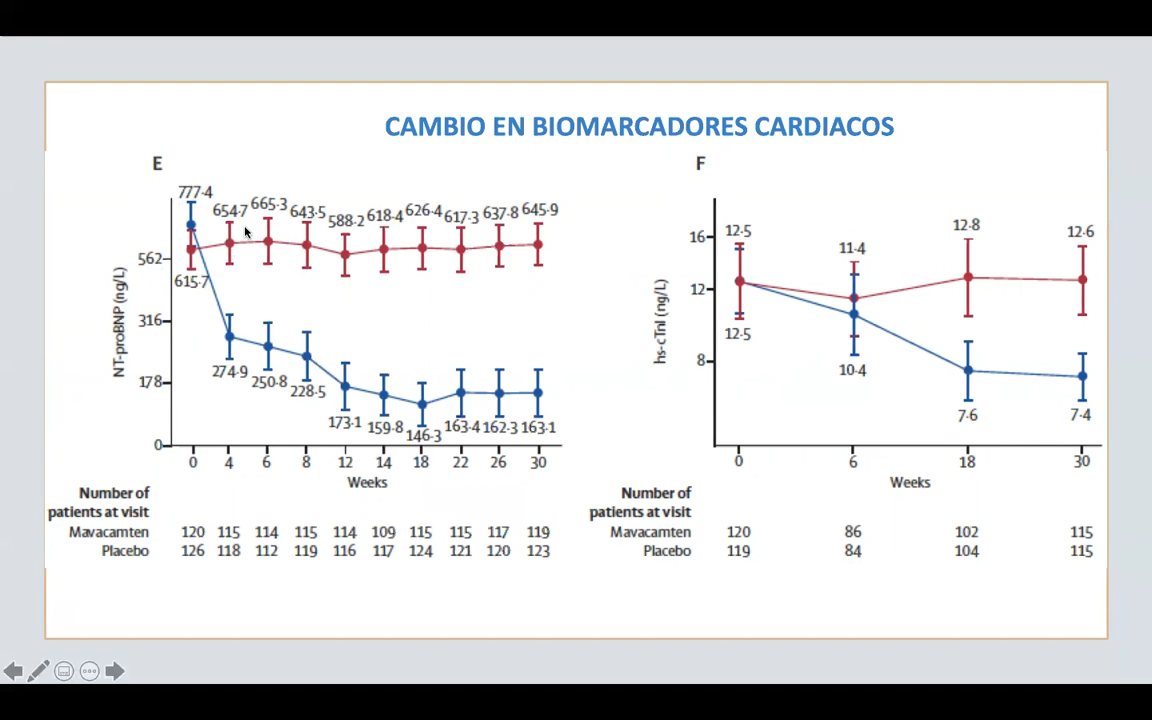 CAMBIO EN BIOMARCADORES CARDIACOS
E
777·4
654·7
665·3
643·5
588·2
618·4
626·4
617·3
637·8
645·9
615·7
274·9
250·8
228·5
173·1
159·8
146·3
163·4
162·3
163·1
NT-proBNP (ng/L)
562
316
178
0
0 4 6 8 12 14 18 22 26 30
Weeks
Number of
patients at visit
Mavacamten 120 115 114 115 114 109 115 115 117 119
Placebo 126 118 112 119 116 117 124 121 120 123
F
12·5
11·4
12·8
12·6
12·5
10·4
7·6
7·4
hs-cTnI (ng/L)
16
12
8
0 6 18 30
Weeks
Number of
patients at visit
Mavacamten 120 86 102 115
Placebo 119 84 104 115